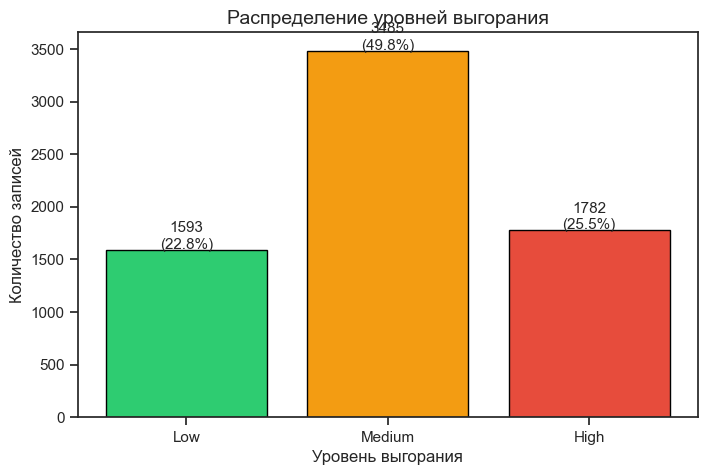 Распределение уровней выгорания
3485
(49.8%)
3500
3000
2500
2000
1500
1000
500
0
Количество записей
1593
(22.8%)
1782
(25.5%)
Low
Medium
High
Уровень выгорания